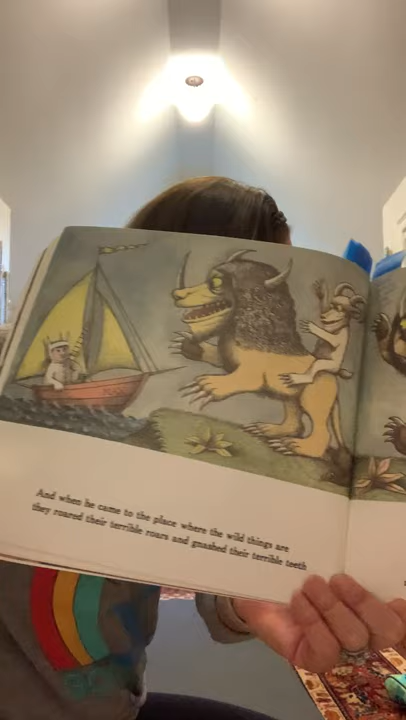 And when he came to the place where the wild things are
they roared their terrible roars and gnashed their terrible teeth